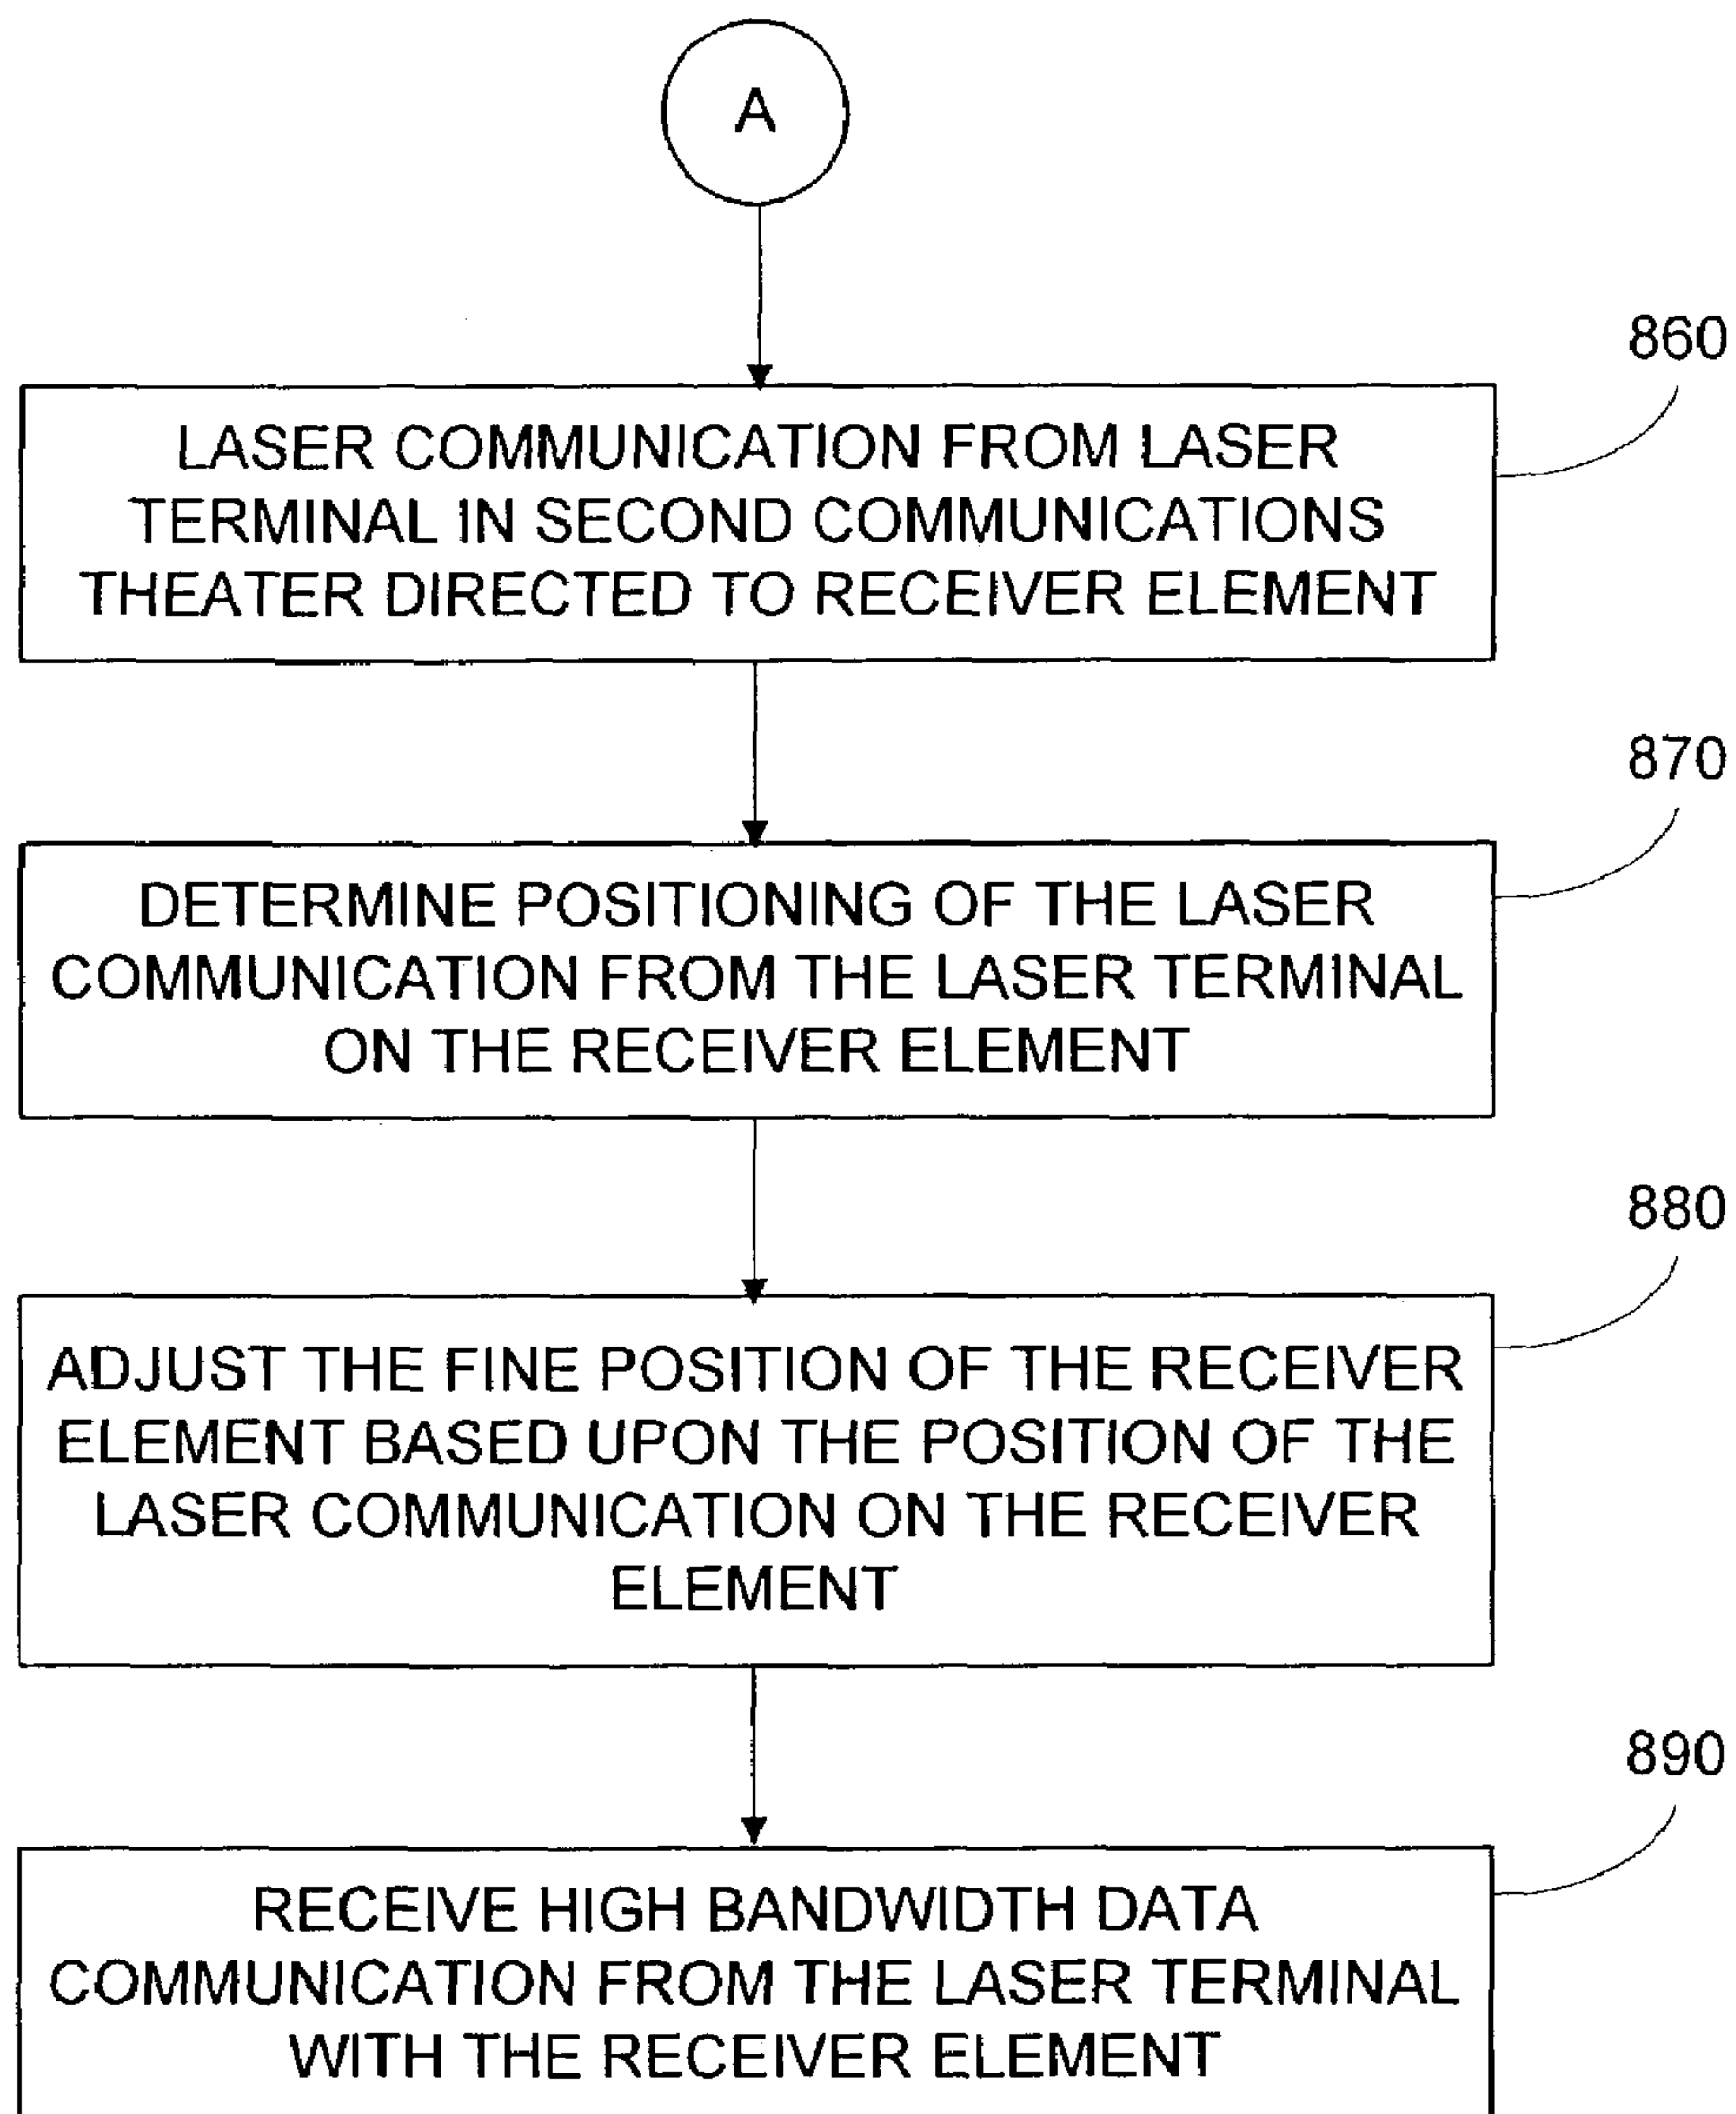 A
860
LASER COMMUNICATION FROM LASER
TERMINAL IN SECOND COMMUNICATIONS
THEATER DIRECTED TO RECEIVER ELEMENT
870
DETERMINE POSITIONING OF THE LASER
COMMUNICATION FROM THE LASER TERMINAL
ON THE RECEIVER ELEMENT
880
ADJUST THE FINE POSITION OF THE RECEIVER
ELEMENT BASED UPON THE POSITION OF THE
LASER COMMUNICATION ON THE RECEIVER
ELEMENT
890
RECEIVE HIGH BANDWIDTH DATA
COMMUNICATION FROM THE LASER TERMINAL
WITH THE RECEIVER ELEMENT